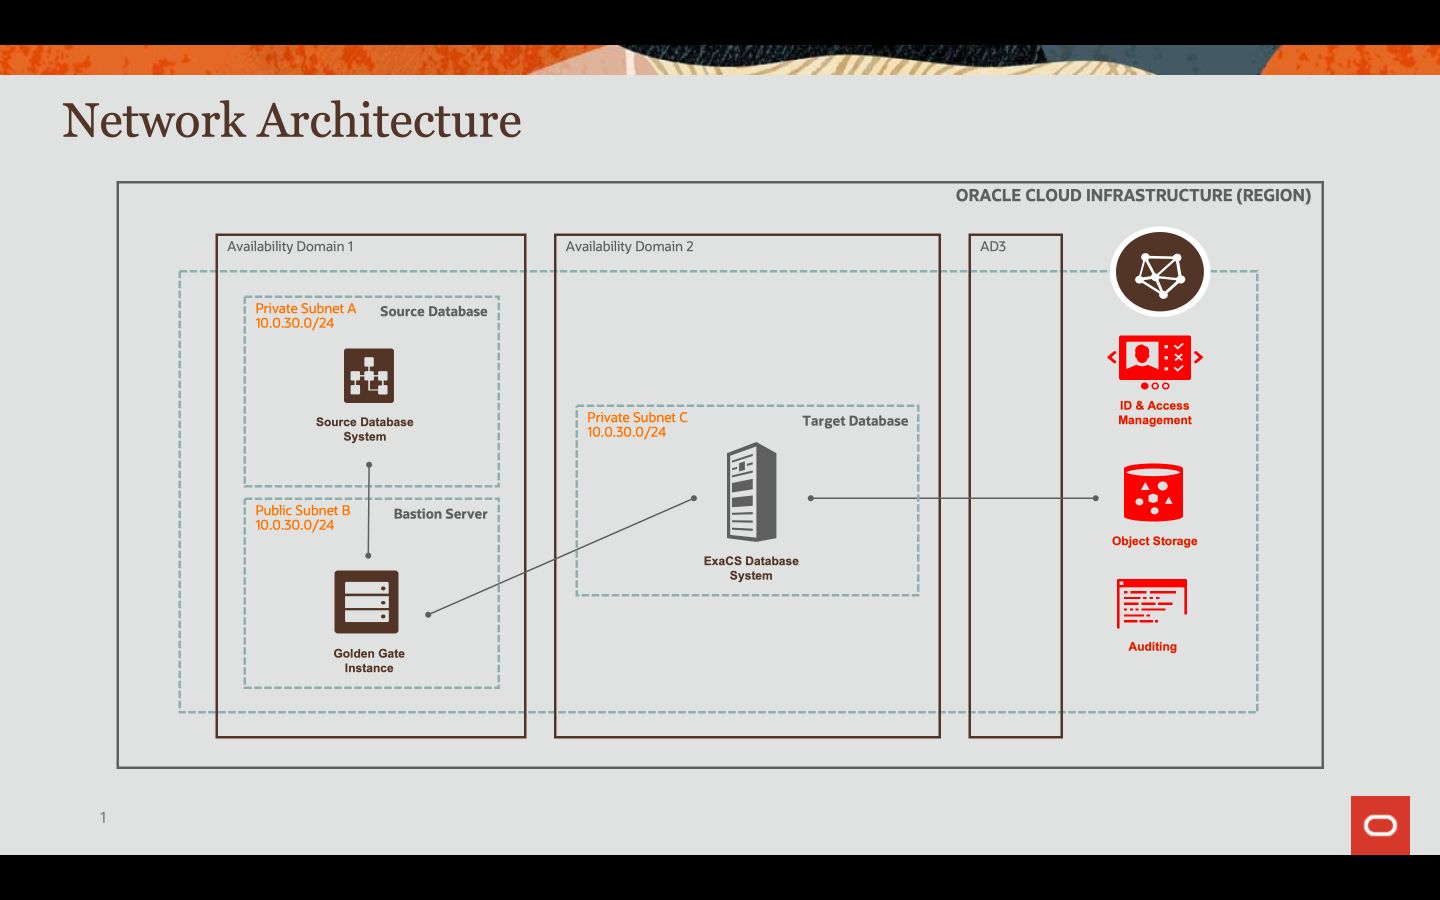 Network Architecture
ORACLE CLOUD INFRASTRUCTURE (REGION)
Availability Domain 1
Availability Domain 2
AD3
Private Subnet A
10.0.30.0/24
Source Database
Source Database
System
Public Subnet B
10.0.30.0/24
Bastion Server
Golden Gate
Instance
Private Subnet C
10.0.30.0/24
Target Database
ExaCS Database
System
ID & Access
Management
Object Storage
Auditing
1